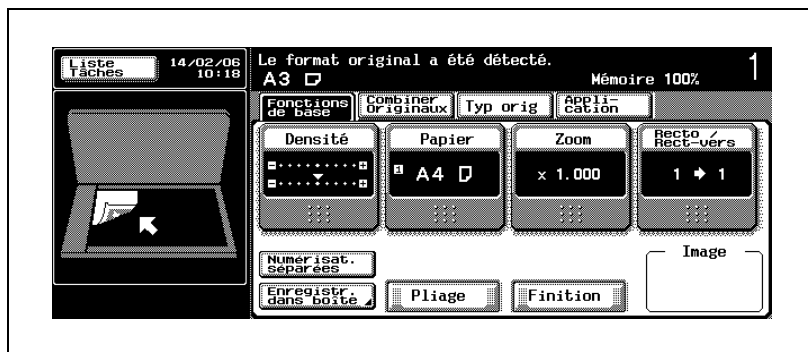 Liste
Tâches
14/02/06
10:18
Le format original a été détecté.
A3
Mémoire 100%
1
Fonctions
de base
Combiner
Originaux
Typ orig
Appli-
cation
Densité
Papier
Zoom
Recto /
Rect-vers
1 A4
× 1.000
1 ➔ 1
Numérisat.
séparées
Image
Enregistr.
dans boîte
Pliage
Finition